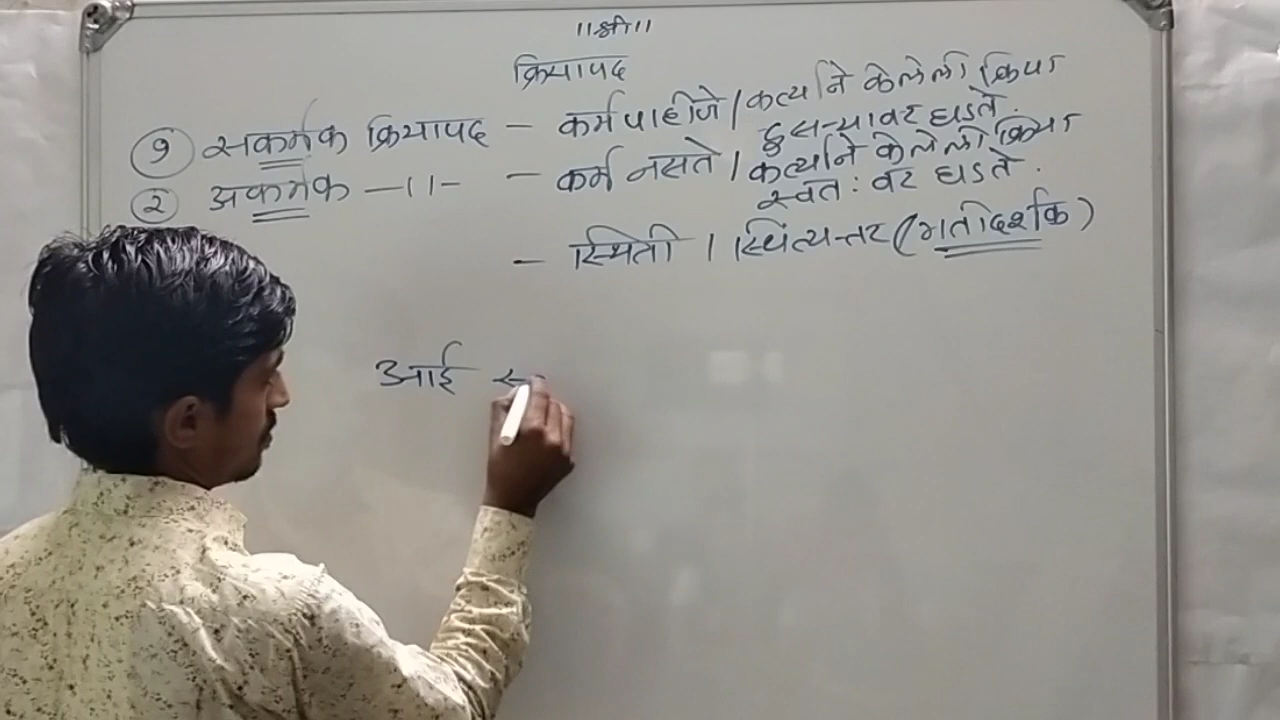 ॥श्री॥
क्रियापद
१ सकर्मक क्रियापद – कर्म पाहीजे / कर्त्याने केलेली क्रिया
दुसऱ्यावर घडते.
२ अकर्मक –॥– – कर्म नसते / कर्त्याने केलेली क्रिया
स्वतः वर घडते.
– स्थिती / स्थित्यन्तर (गतीदर्शक)
आई